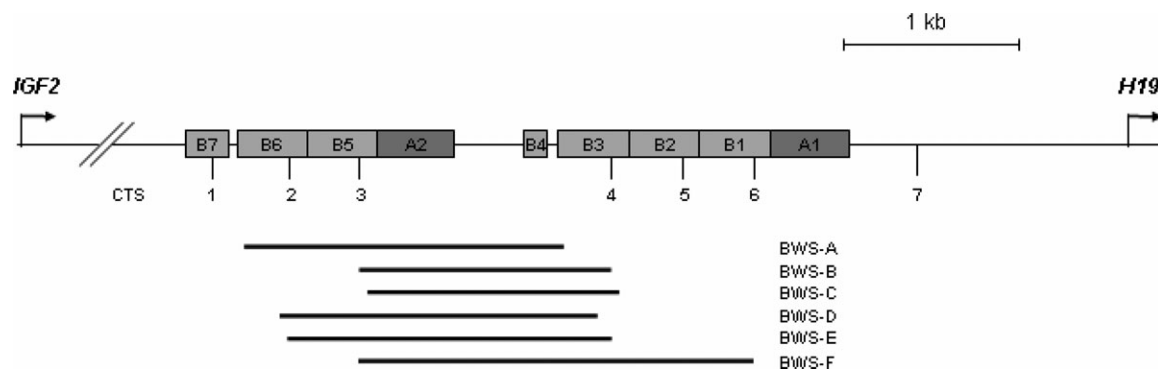 1 kb
IGF2 H19
B7 B6 B5 A2 B4 B3 B2 B1 A1
CTS 1 2 3 4 5 6 7
BWS-A
BWS-B
BWS-C
BWS-D
BWS-E
BWS-F